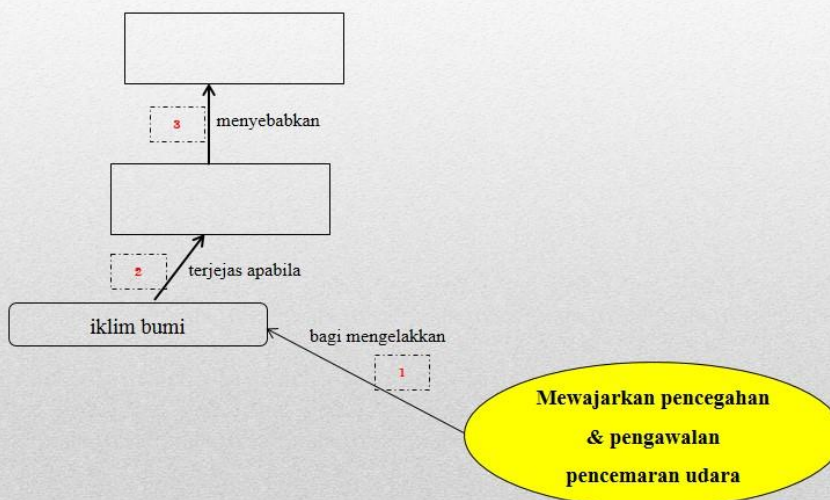 3
menyebabkan
2
terjejas apabila
iklim bumi
bagi mengelakkan
1
Mewajarkan pencegahan
& pengawalan
pencemaran udara